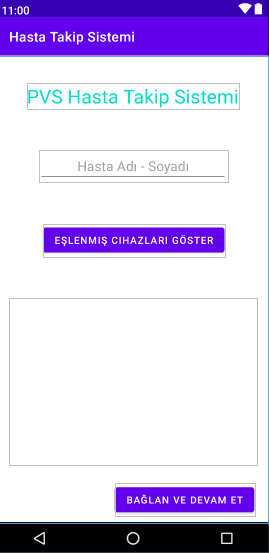 11:00
Hasta Takip Sistemi
PVS Hasta Takip Sistemi
Hasta Adı - Soyadı
EŞLENMIŞ CIHAZLARI GÖSTER
BAĞLAN VE DEVAM ET